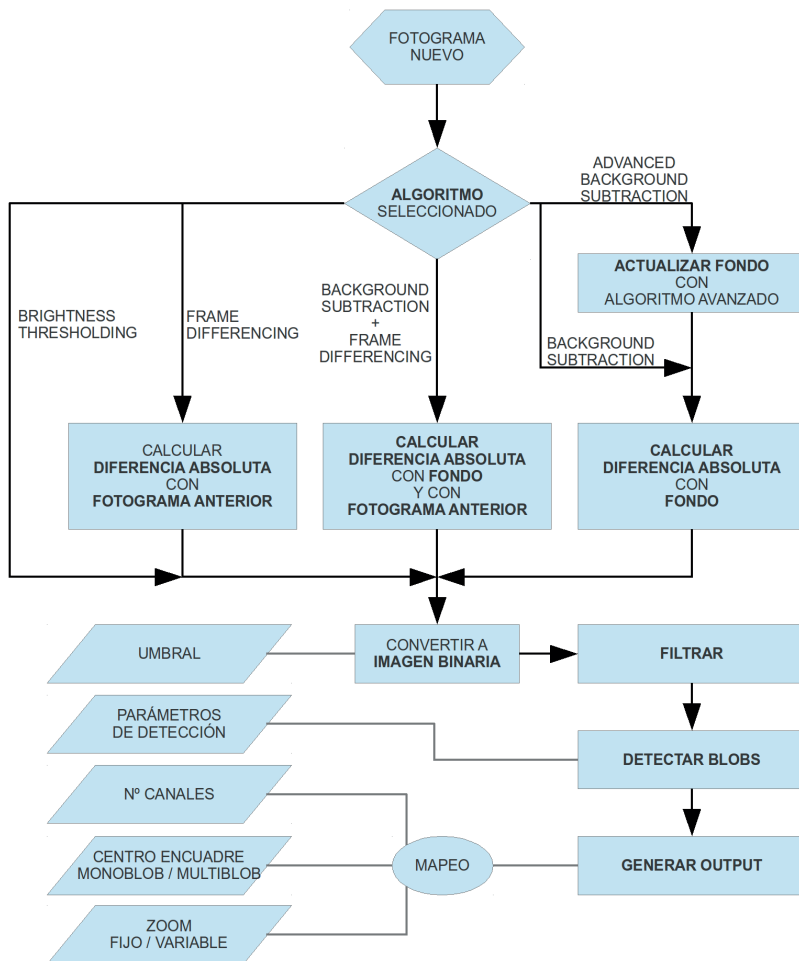 FOTOGRAMA
NUEVO
ALGORITMO
SELECCIONADO
ADVANCED
BACKGROUND
SUBTRACTION
ACTUALIZAR FONDO
CON
ALGORITMO AVANZADO
BRIGHTNESS
THRESHOLDING
FRAME
DIFFERENCING
BACKGROUND
SUBTRACTION
+
FRAME
DIFFERENCING
BACKGROUND
SUBTRACTION
CALCULAR
DIFERENCIA ABSOLUTA
CON
FOTOGRAMA ANTERIOR
CALCULAR
DIFERENCIA ABSOLUTA
CON FONDO
Y CON
FOTOGRAMA ANTERIOR
CALCULAR
DIFERENCIA ABSOLUTA
CON
FONDO
UMBRAL
CONVERTIR A
IMAGEN BINARIA
FILTRAR
PARÁMETROS
DE DETECCIÓN
DETECTAR BLOBS
Nº CANALES
CENTRO ENCUADRE
MONOBLOB / MULTIBLOB
MAPEO
GENERAR OUTPUT
ZOOM
FIJO / VARIABLE